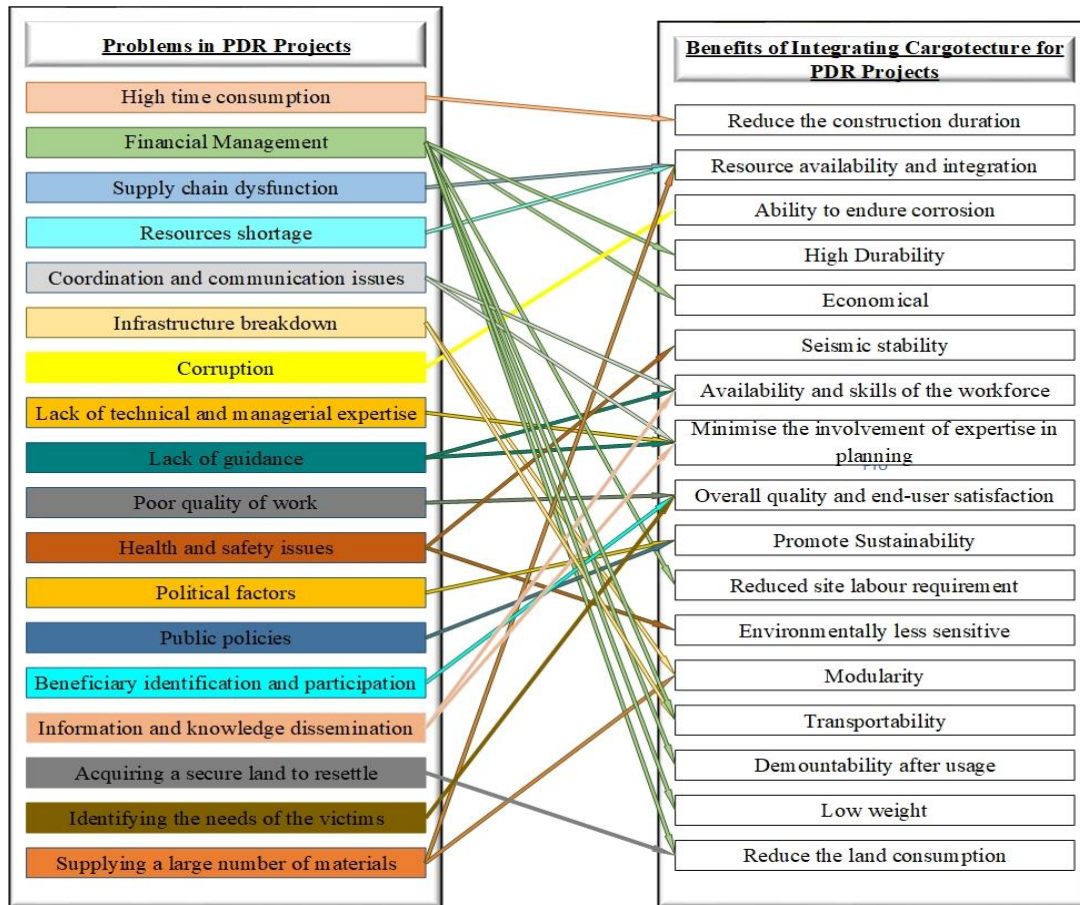 Problems in PDR Projects
High time consumption
Financial Management
Supply chain dysfunction
Resources shortage
Coordination and communication issues
Infrastructure breakdown
Corruption
Lack of technical and managerial expertise
Lack of guidance
Poor quality of work
Health and safety issues
Political factors
Public policies
Beneficiary identification and participation
Information and knowledge dissemination
Acquiring a secure land to resettle
Identifying the needs of the victims
Supplying a large number of materials
Benefits of Integrating Cargotecture for
PDR Projects
Reduce the construction duration
Resource availability and integration
Ability to endure corrosion
High Durability
Economical
Seismic stability
Availability and skills of the workforce
Minimise the involvement of expertise in
planning
Overall quality and end-user satisfaction
Promote Sustainability
Reduced site labour requirement
Environmentally less sensitive
Modularity
Transportability
Demountability after usage
Low weight
Reduce the land consumption